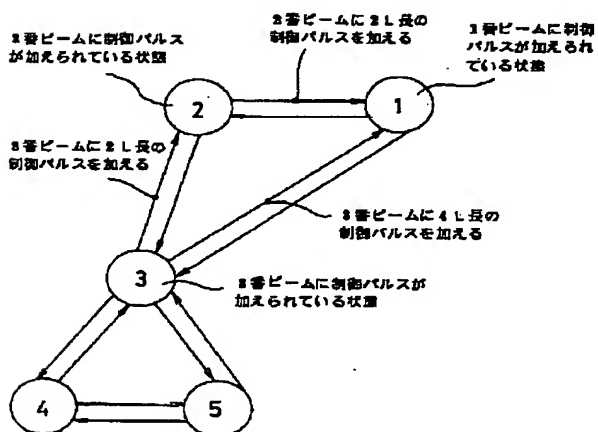 2番ビームに制御パルス
が加えられている状態
2番ビームに2L長の
制御パルスを加える
1番ビームに制御
パルスが加えられ
ている状態
2
1
3番ビームに2L長の
制御パルスを加える
3番ビームに4L長の
制御パルスを加える
3
3番ビームに制御パルスが
加えられている状態
4
5